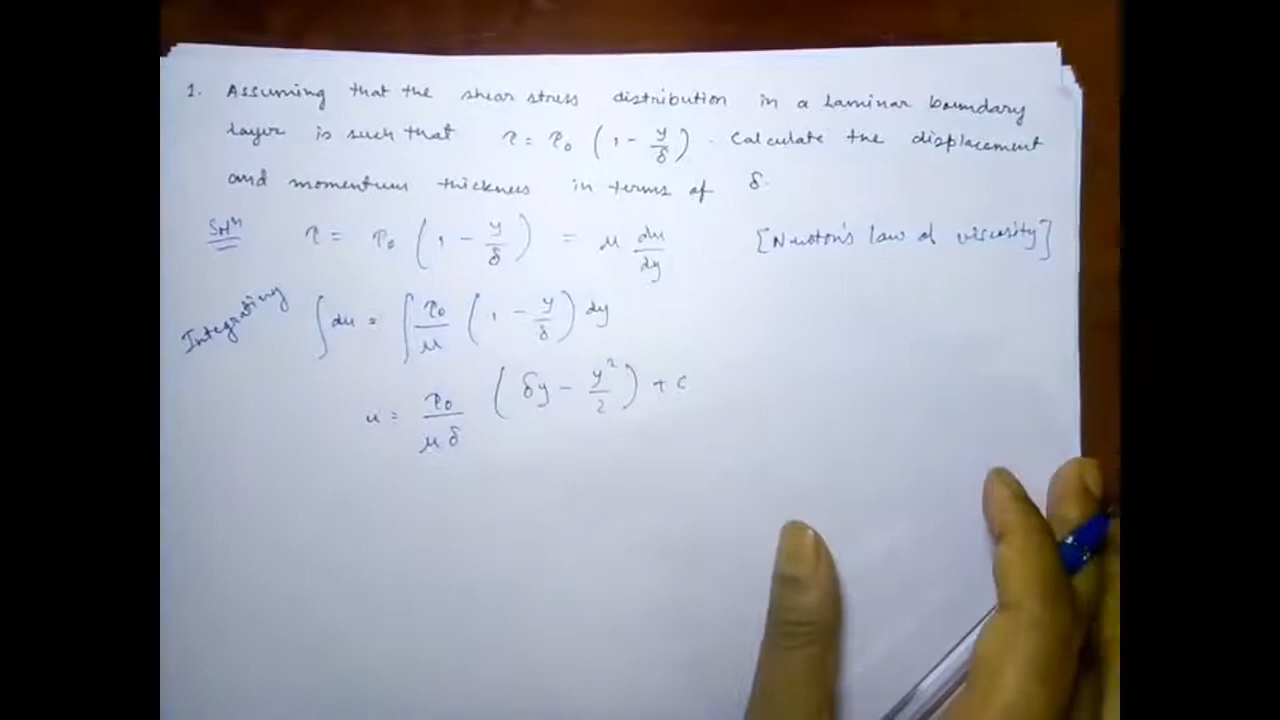 1. Assuming that the shear stress distribution in a laminar boundary
layer is such that τ = τ₀ (1 - y/δ). Calculate the displacement
and momentum thickness in terms of δ.
Solⁿ τ = τ₀ (1 - y/δ) = μ du/dy [Newton's law of viscosity]
Integrating ∫ du = ∫ τ₀/μ (1 - y/δ) dy
u = τ₀/μδ (δy - y²/2) + c